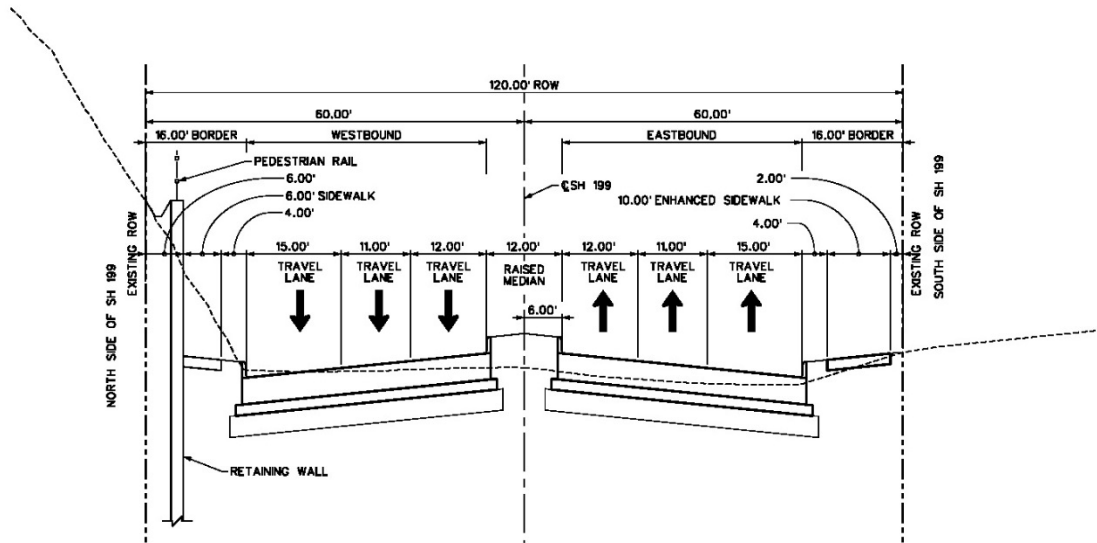 120.00' ROW
60.00'
60.00'
16.00' BORDER
WESTBOUND
EASTBOUND
16.00' BORDER
PEDESTRIAN RAIL
6.00'
6.00' SIDEWALK
4.00'
℄SH 199
2.00'
10.00' ENHANCED SIDEWALK
4.00'
EXISTING ROW
NORTH SIDE OF SH 199
EXISTING ROW
SOUTH SIDE OF SH 199
15.00'
11.00'
12.00'
12.00'
12.00'
11.00'
15.00'
TRAVEL
LANE
TRAVEL
LANE
TRAVEL
LANE
RAISED
MEDIAN
TRAVEL
LANE
TRAVEL
LANE
TRAVEL
LANE
6.00'
RETAINING WALL